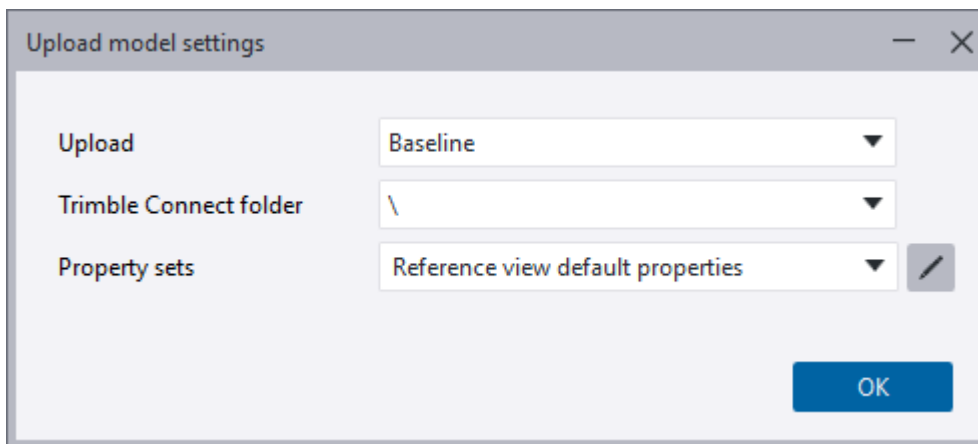 Upload model settings
Upload Baseline
Trimble Connect folder \
Property sets Reference view default properties
OK